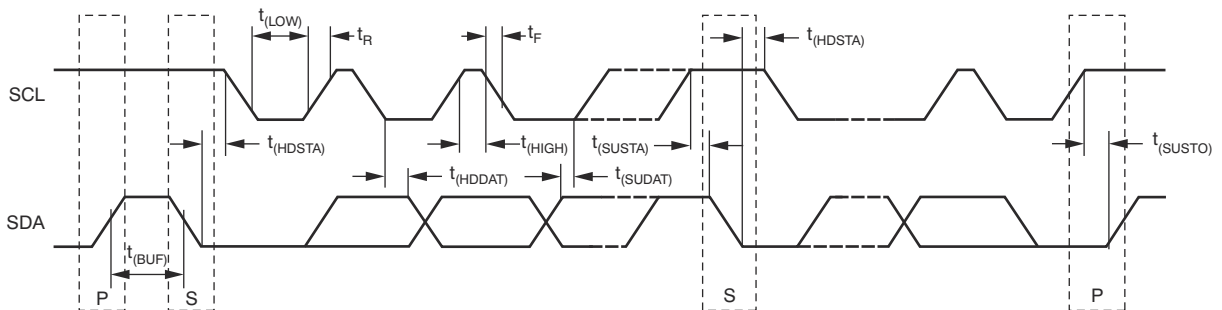 t(LOW)
tR
tF
t(HDSTA)
SCL
t(HDSTA)
t(HIGH)
t(SUSTA)
t(SUSTO)
t(HDDAT)
t(SUDAT)
SDA
t(BUF)
P
S
S
P